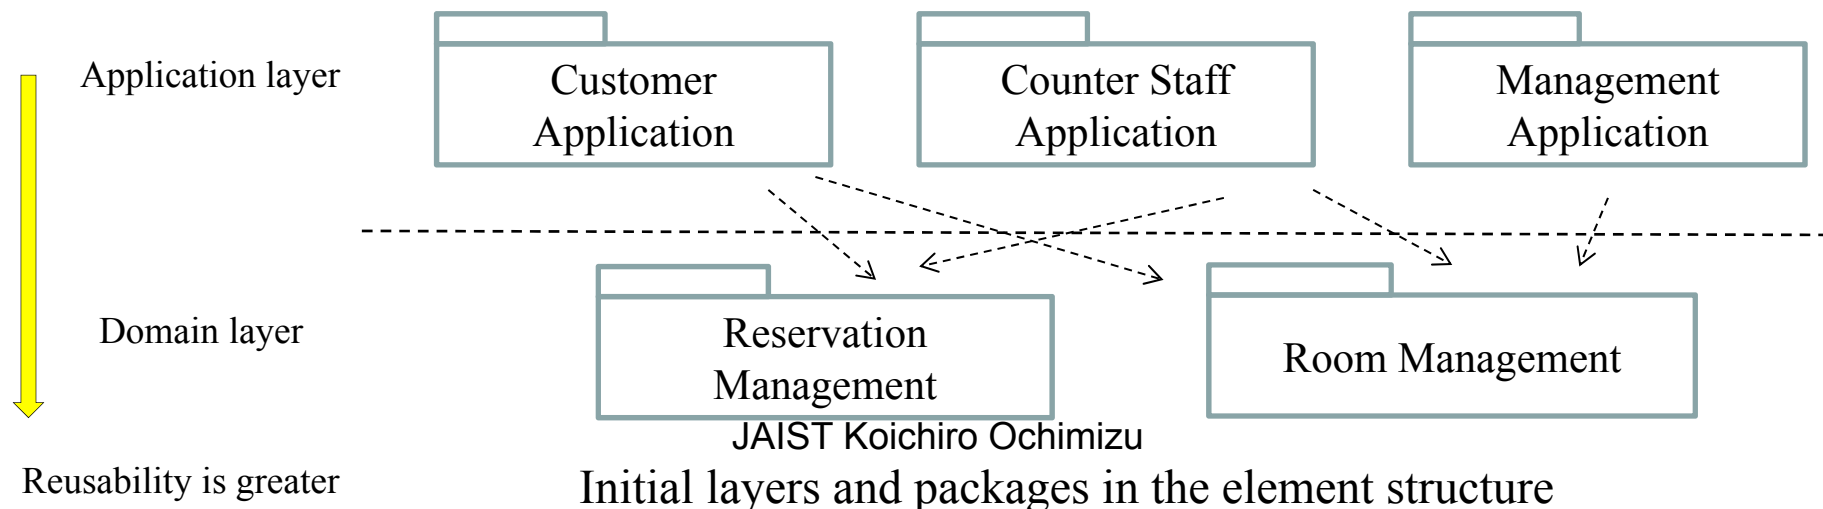 Application layer
Customer
Application
Counter Staff
Application
Management
Application
Domain layer
Reservation
Management
Room Management
JAIST Koichiro Ochimizu
Reusability is greater
Initial layers and packages in the element structure